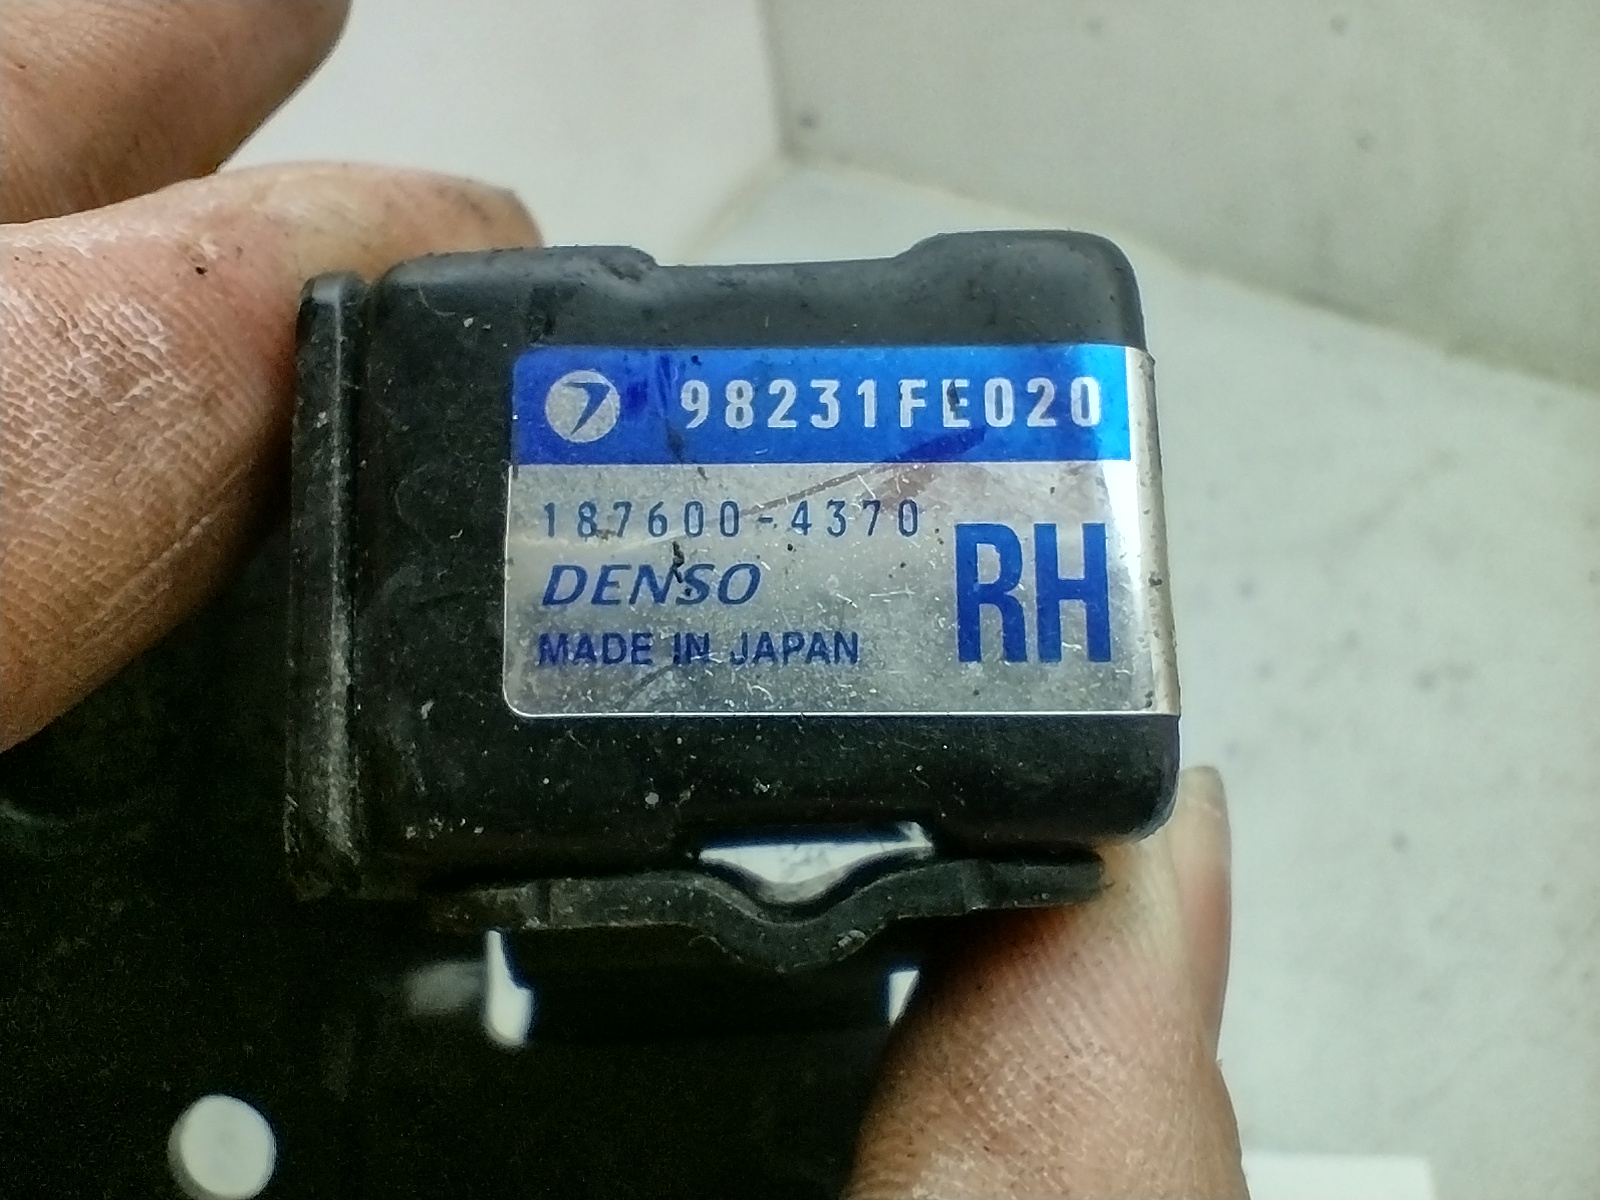 98231FE020
187600-4370
DENSO
RH
MADE IN JAPAN